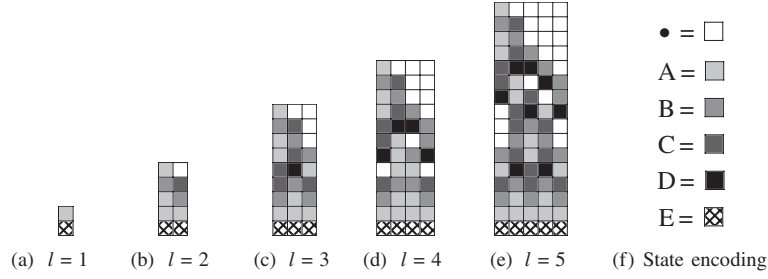 • =
A =
B =
C =
D =
E =
(a) l = 1 (b) l = 2 (c) l = 3 (d) l = 4 (e) l = 5 (f) State encoding